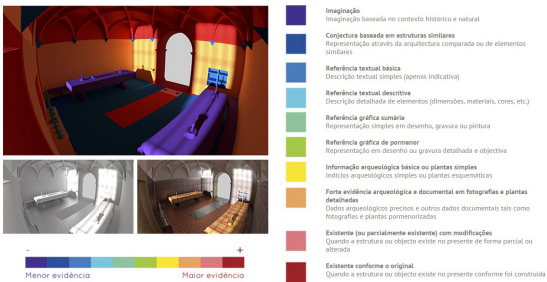 Imaginação
Imaginação baseada no contexto histórico e natural
Conjectura baseada em estruturas similares
Representação através da arquitectura comparada ou de elementos
similares
Referência textual básica
Descrição textual simples (apenas indicativa)
Referência textual descritiva
Descrição detalhada de elementos (dimensões, materiais, cores, etc.)
Referência gráfica sumária
Representação simples em desenho, gravura ou pintura
Referência gráfica de pormenor
Representação em desenho ou gravura detalhada e objectiva
Informação arqueológica básica ou plantas simples
Indícios arqueológicos simples ou plantas esquemáticas
Forte evidência arqueológica e documental em fotografias e plantas
detalhadas
Dados arqueológicos precisos e outros dados documentais tais como
fotografias e plantas pormenorizadas
Existente (ou parcialmente existente) com modificações
Quando a estrutura ou objecto existe no presente de forma parcial ou
alterada
Existente conforme o original
Quando a estrutura ou objecto existe no presente conforme foi construída
- +
Menor evidência Maior evidência